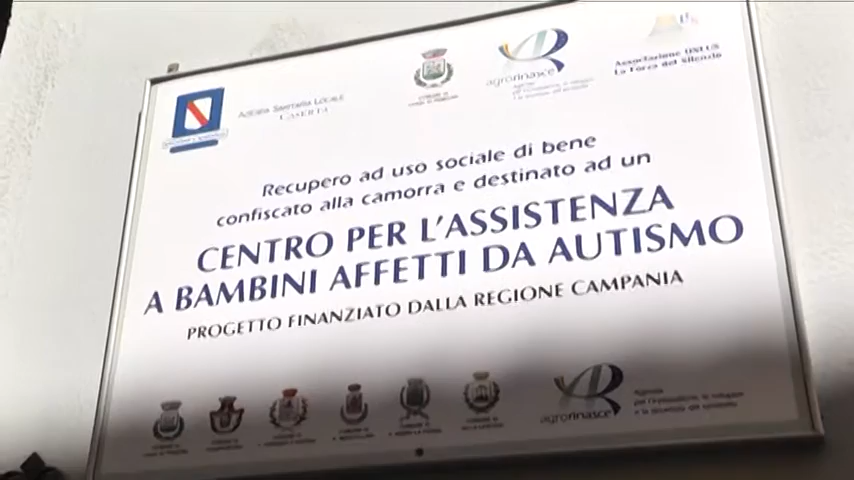 AZIENDA SANITARIA LOCALE
CASERTA
agrorinasce
Associazione ONLUS
La Forza del Silenzio
Recupero ad uso sociale di bene
confiscato alla camorra e destinato ad un
CENTRO PER L'ASSISTENZA
A BAMBINI AFFETTI DA AUTISMO
PROGETTO FINANZIATO DALLA REGIONE CAMPANIA
agrorinasce
Agenzia